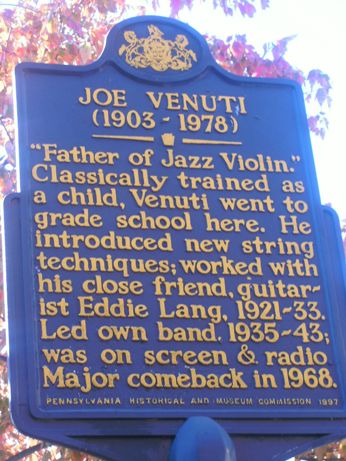 JOE VENUTI
(1903-1978)
"Father of Jazz Violin."
Classically trained as
a child, Venuti went to
grade school here. He
introduced new string
techniques; worked with
his close friend, guitar-
ist Eddie Lang, 1921-33.
Led own band, 1935-43;
was on screen & radio.
Major comeback in 1968.
PENNSYLVANIA HISTORICAL AND MUSEUM COMMISSION 1997